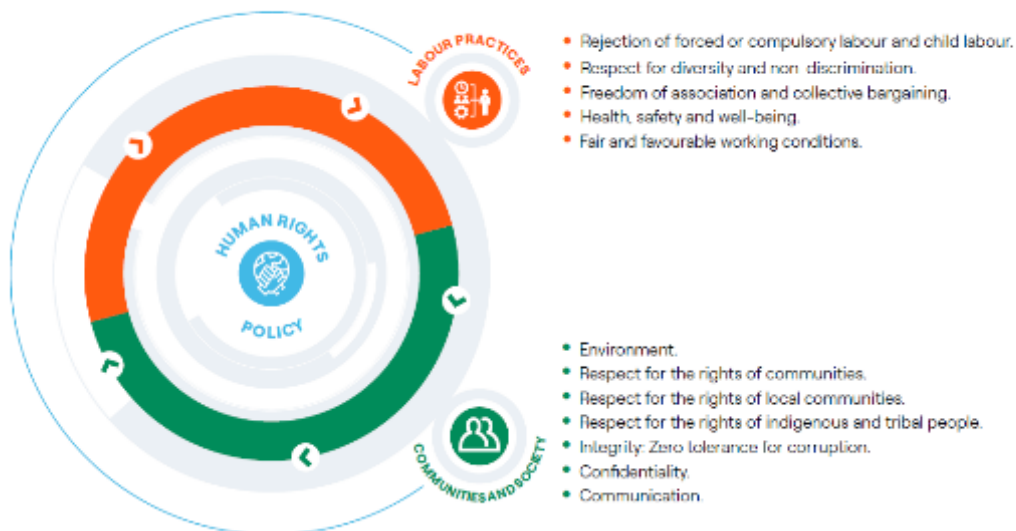 LABOUR PRACTICES
Rejection of forced or compulsory labour and child labour.
Respect for diversity and non-discrimination.
Freedom of association and collective bargaining.
Health, safety and well-being.
Fair and favourable working conditions.
HUMAN RIGHTS
POLICY
COMMUNITIES AND SOCIETY
Environment.
Respect for the rights of communities.
Respect for the rights of local communities.
Respect for the rights of indigenous and tribal people.
Integrity: Zero tolerance for corruption.
Confidentiality.
Communication.